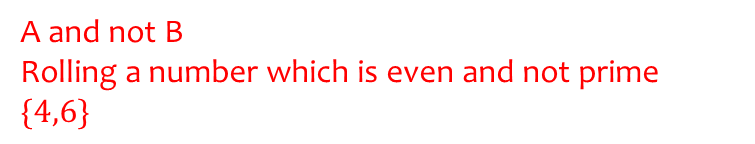 A and not B
Rolling a number which is even and not prime
{4,6}